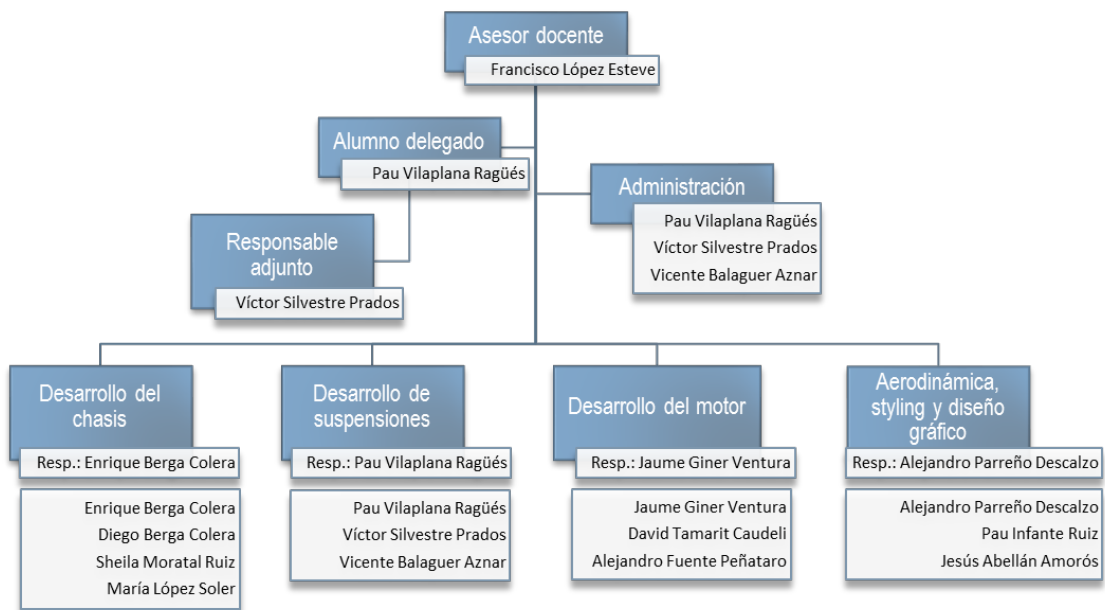 Asesor docente
Francisco López Esteve
Alumno delegado
Pau Vilaplana Ragüés
Administración
Pau Vilaplana Ragüés
Víctor Silvestre Prados
Vicente Balaguer Aznar
Responsable
adjunto
Víctor Silvestre Prados
Desarrollo del
chasis
Resp.: Enrique Berga Colera
Enrique Berga Colera
Diego Berga Colera
Sheila Moratal Ruiz
María López Soler
Desarrollo de
suspensiones
Resp.: Pau Vilaplana Ragüés
Pau Vilaplana Ragüés
Víctor Silvestre Prados
Vicente Balaguer Aznar
Desarrollo del motor
Resp.: Jaume Giner Ventura
Jaume Giner Ventura
David Tamarit Caudeli
Alejandro Fuente Peñataro
Aerodinámica,
styling y diseño
gráfico
Resp.: Alejandro Parreño Descalzo
Alejandro Parreño Descalzo
Pau Infante Ruiz
Jesús Abellán Amorós